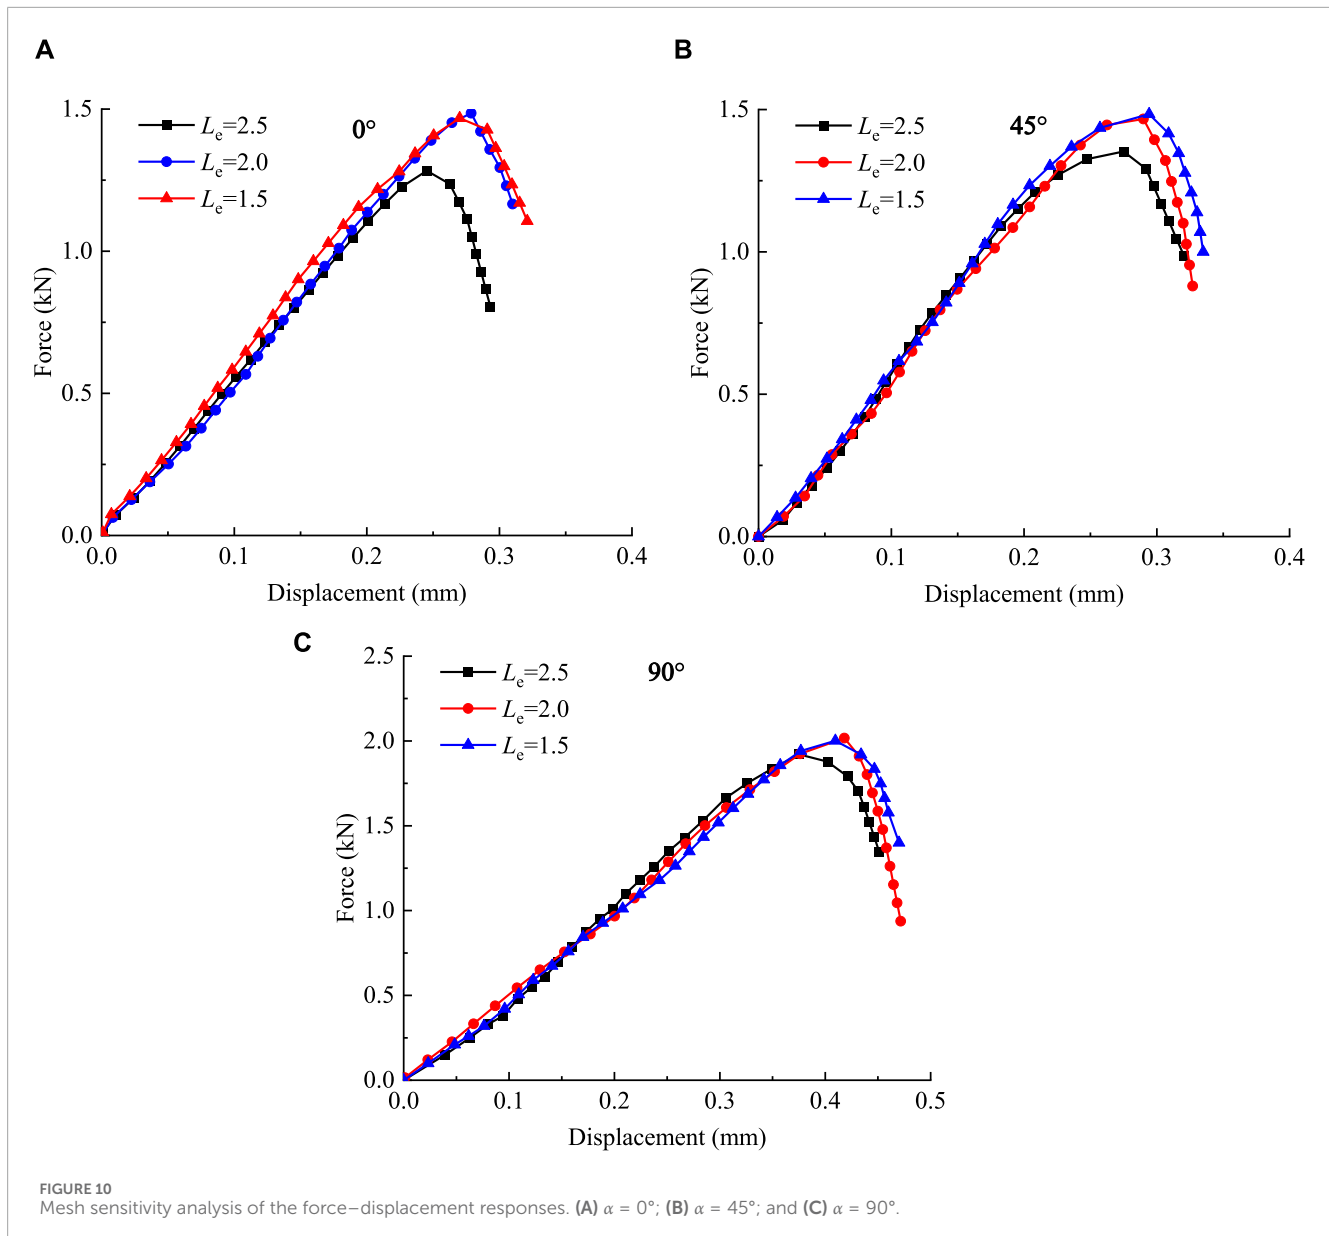 A
1.5
1.0
0.5
0.0
Force (kN)
Lₑ=2.5
Lₑ=2.0
Lₑ=1.5
0°
0.0 0.1 0.2 0.3 0.4
Displacement (mm)
B
1.5
1.0
0.5
0.0
Force (kN)
Lₑ=2.5
Lₑ=2.0
Lₑ=1.5
45°
0.0 0.1 0.2 0.3 0.4
Displacement (mm)
C
2.5
2.0
1.5
1.0
0.5
0.0
Force (kN)
Lₑ=2.5
Lₑ=2.0
Lₑ=1.5
90°
0.0 0.1 0.2 0.3 0.4 0.5
Displacement (mm)
FIGURE 10
Mesh sensitivity analysis of the force–displacement responses. (A) α = 0°; (B) α = 45°; and (C) α = 90°.